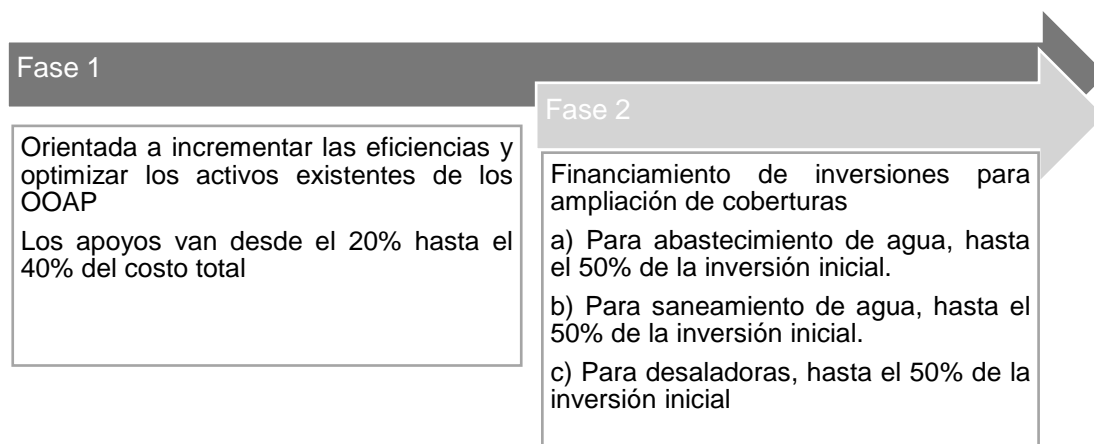 Fase 1
Orientada a incrementar las eficiencias y
optimizar los activos existentes de los
OOAP
Los apoyos van desde el 20% hasta el
40% del costo total
Fase 2
Financiamiento de inversiones para
ampliación de coberturas
a) Para abastecimiento de agua, hasta
el 50% de la inversión inicial.
b) Para saneamiento de agua, hasta el
50% de la inversión inicial.
c) Para desaladoras, hasta el 50% de la
inversión inicial